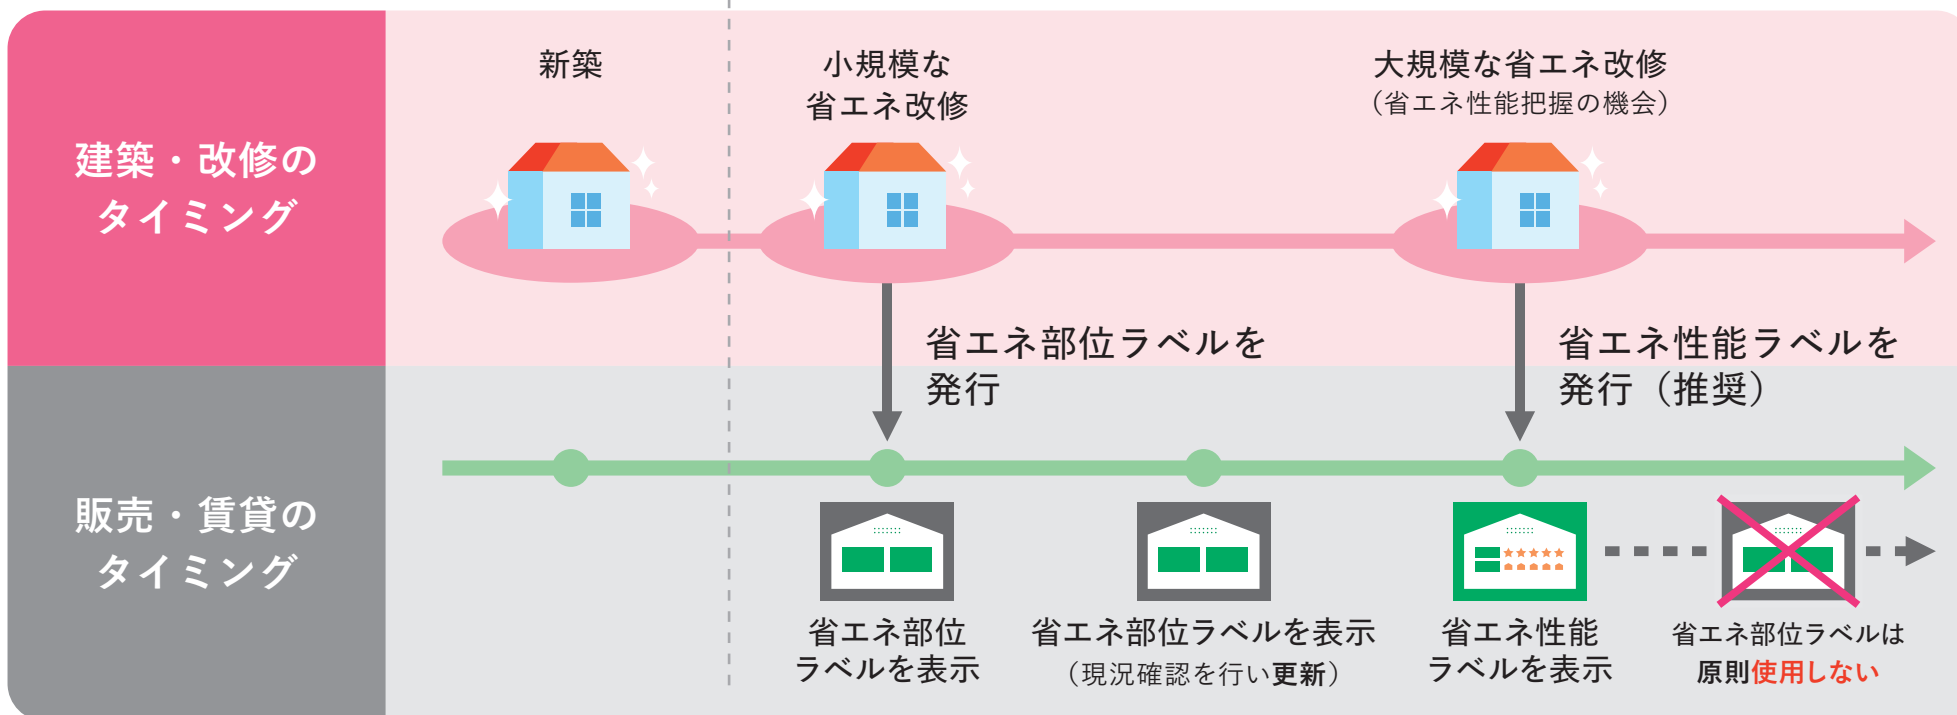 建築・改修の
タイミング
新築
小規模な
省エネ改修
大規模な省エネ改修
（省エネ性能把握の機会）
省エネ部位ラベルを
発行
省エネ性能ラベルを
発行（推奨）
販売・賃貸の
タイミング
省エネ部位
ラベルを表示
省エネ部位ラベルを表示
（現況確認を行い更新）
省エネ性能
ラベルを表示
省エネ部位ラベルは
原則使用しない